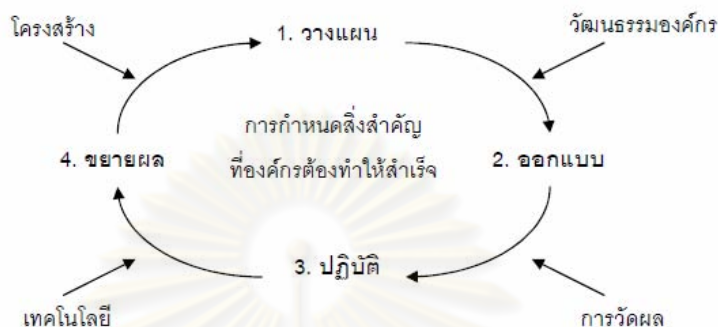 โครงสร้าง
1. วางแผน
วัฒนธรรมองค์กร
การกำหนดสิ่งสำคัญ
ที่องค์กรต้องทำให้สำเร็จ
4. ขยายผล
2. ออกแบบ
3. ปฏิบัติ
เทคโนโลยี
การวัดผล